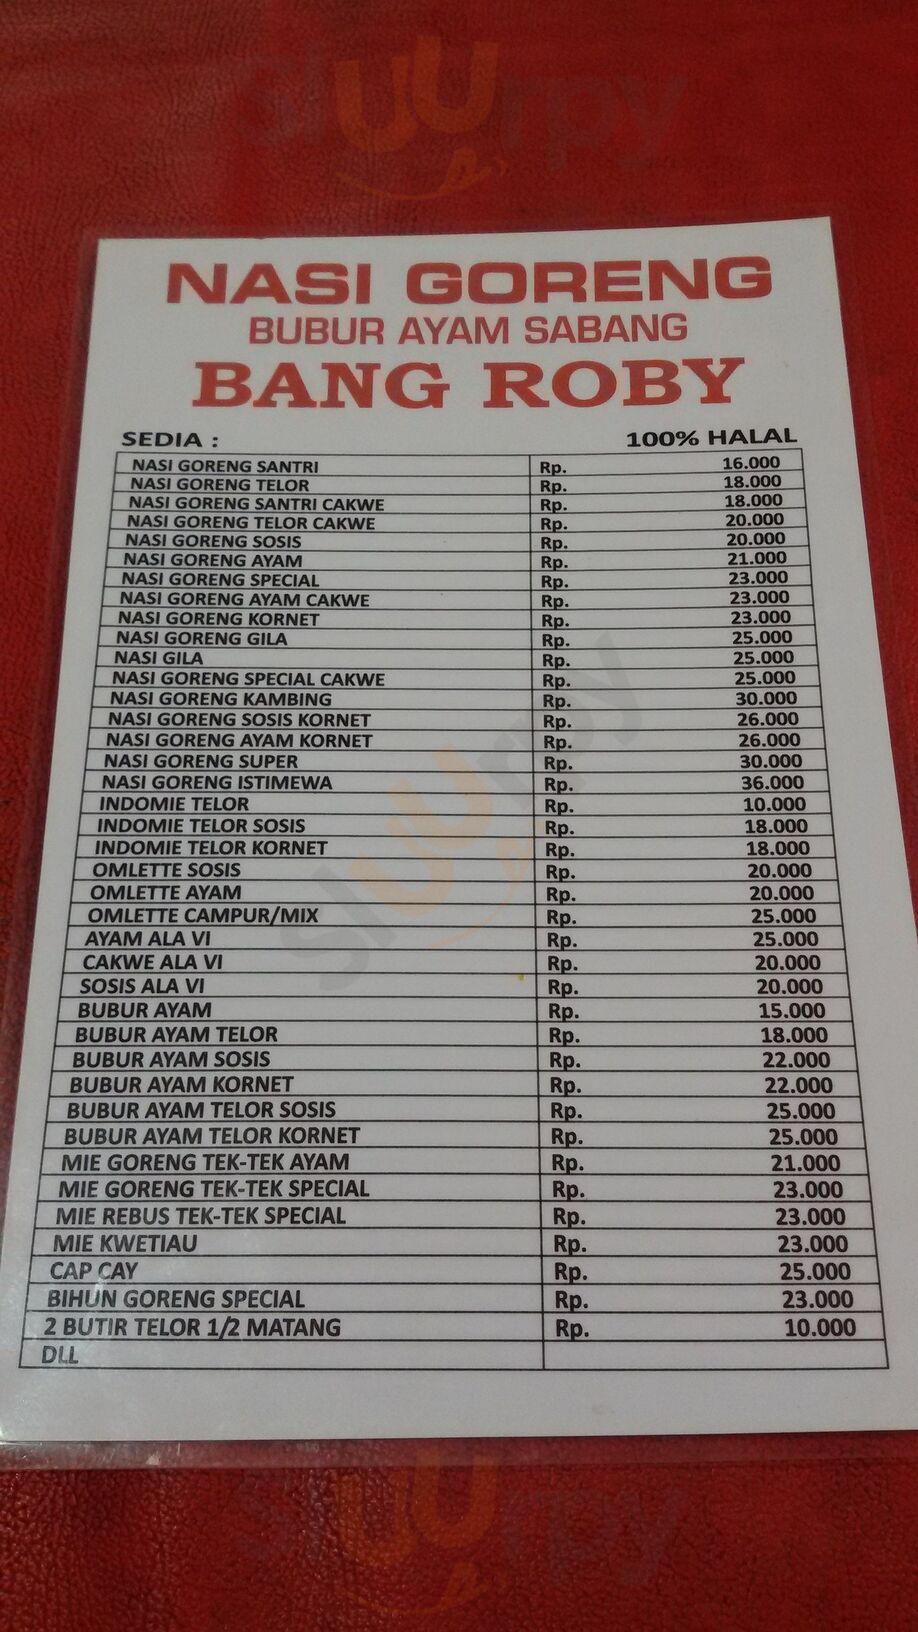 sluurpy
NASI GORENG
BUBUR AYAM SABANG
BANG ROBY
SEDIA : 100% HALAL
NASI GORENG SANTRI Rp. 16.000
NASI GORENG TELOR Rp. 18.000
NASI GORENG SANTRI CAKWE Rp. 18.000
NASI GORENG TELOR CAKWE Rp. 20.000
NASI GORENG SOSIS Rp. 20.000
NASI GORENG AYAM Rp. 21.000
NASI GORENG SPECIAL Rp. 23.000
NASI GORENG AYAM CAKWE Rp. 23.000
NASI GORENG KORNET Rp. 23.000
NASI GORENG GILA Rp. 25.000
NASI GILA Rp. 25.000
NASI GORENG SPECIAL CAKWE Rp. 25.000
NASI GORENG KAMBING Rp. 30.000
NASI GORENG SOSIS KORNET Rp. 26.000
NASI GORENG AYAM KORNET Rp. 26.000
NASI GORENG SUPER Rp. 30.000
NASI GORENG ISTIMEWA Rp. 36.000
INDOMIE TELOR Rp. 10.000
INDOMIE TELOR SOSIS Rp. 18.000
INDOMIE TELOR KORNET Rp. 18.000
OMLETTE SOSIS Rp. 20.000
OMLETTE AYAM Rp. 20.000
OMLETTE CAMPUR/MIX Rp. 25.000
AYAM ALA VI Rp. 25.000
CAKWE ALA VI Rp. 20.000
SOSIS ALA VI Rp. 20.000
BUBUR AYAM Rp. 15.000
BUBUR AYAM TELOR Rp. 18.000
BUBUR AYAM SOSIS Rp. 22.000
BUBUR AYAM KORNET Rp. 22.000
BUBUR AYAM TELOR SOSIS Rp. 25.000
BUBUR AYAM TELOR KORNET Rp. 25.000
MIE GORENG TEK-TEK AYAM Rp. 21.000
MIE GORENG TEK-TEK SPECIAL Rp. 23.000
MIE REBUS TEK-TEK SPECIAL Rp. 23.000
MIE KWETIAU Rp. 23.000
CAP CAY Rp. 25.000
BIHUN GORENG SPECIAL Rp. 23.000
2 BUTIR TELOR 1/2 MATANG Rp. 10.000
DLL
sluurpy
sluurpy